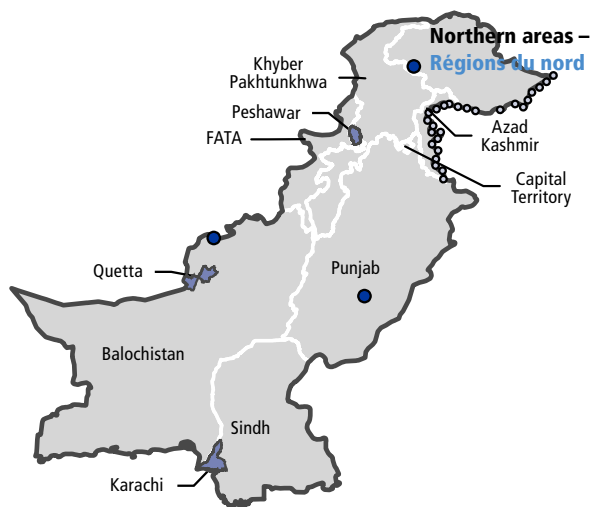 Northern areas –
Régions du nord
Khyber
Pakhtunkhwa
Peshawar
FATA
Azad
Kashmir
Capital
Territory
Quetta
Punjab
Balochistan
Sindh
Karachi